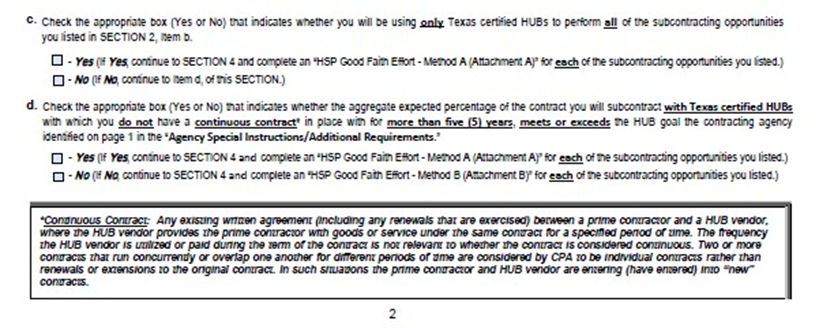 c. Check the appropriate box (Yes or No) that indicates whether you will be using only Texas certified HUBs to perform all of the subcontracting opportunities
you listed in SECTION 2, Item b.
- Yes (If Yes, continue to SECTION 4 and complete an “HSP Good Faith Effort - Method A (Attachment A)” for each of the subcontracting opportunities you listed.)
- No (If No, continue to Item d, of this SECTION.)
d. Check the appropriate box (Yes or No) that indicates whether the aggregate expected percentage of the contract you will subcontract with Texas certified HUBs
with which you do not have a continuous contract* in place with for more than five (5) years, meets or exceeds the HUB goal the contracting agency
identified on page 1 in the “Agency Special Instructions/Additional Requirements.”
- Yes (If Yes, continue to SECTION 4 and complete an “HSP Good Faith Effort - Method A (Attachment A)” for each of the subcontracting opportunities you listed.)
- No (If No, continue to SECTION 4 and complete an “HSP Good Faith Effort - Method B (Attachment B)” for each of the subcontracting opportunities you listed.)
*Continuous Contract: Any existing written agreement (including any renewals that are exercised) between a prime contractor and a HUB vendor,
where the HUB vendor provides the prime contractor with goods or service under the same contract for a specified period of time. The frequency
the HUB vendor is utilized or paid during the term of the contract is not relevant to whether the contract is considered continuous. Two or more
contracts that run concurrently or overlap one another for different periods of time are considered by CPA to be individual contracts rather than
renewals or extensions to the original contract. In such situations the prime contractor and HUB vendor are entering (have entered) into “new”
contracts.
2